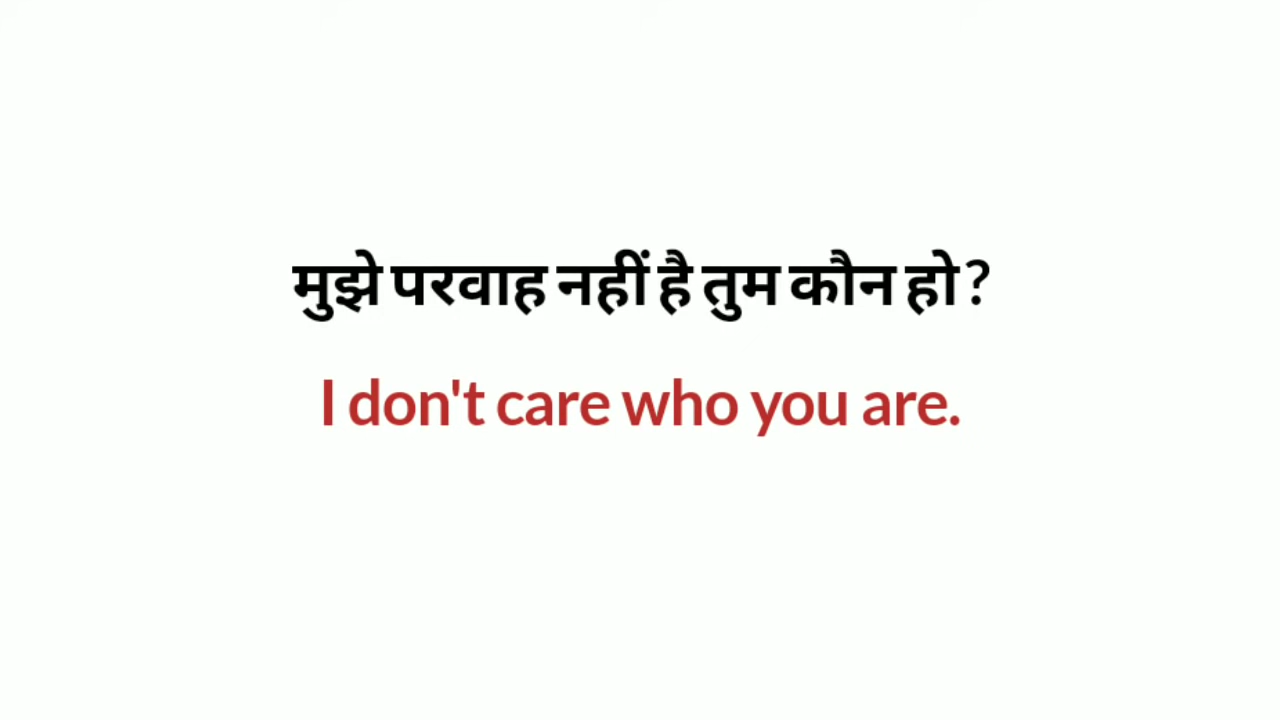 मुझे परवाह नहीं है तुम कौन हो?
I don't care who you are.